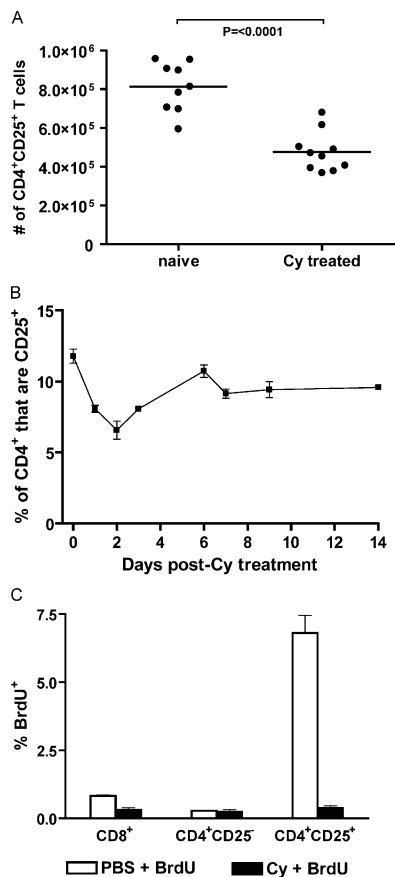 A
P=<0.0001
# of CD4⁺CD25⁺ T cells
1.0×10⁶
8.0×10⁵
6.0×10⁵
4.0×10⁵
2.0×10⁵
0
naive
Cy treated
B
% of CD4⁺ that are CD25⁺
15
10
5
0
0 2 4 6 8 10 12 14
Days post-Cy treatment
C
% BrdU⁺
7.5
5.0
2.5
0.0
CD8⁺
CD4⁺CD25⁻
CD4⁺CD25⁺
PBS + BrdU
Cy + BrdU